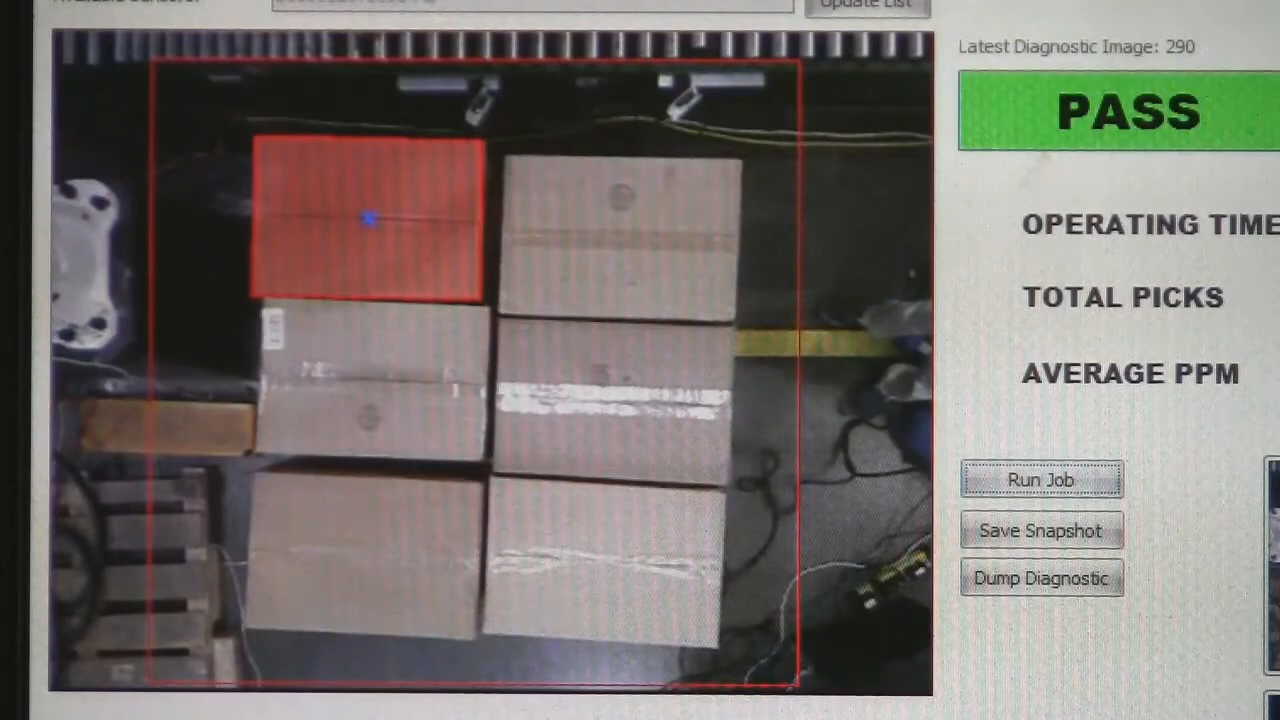 Update List
Latest Diagnostic Image: 290
PASS
OPERATING TIME
TOTAL PICKS
AVERAGE PPM
Run Job
Save Snapshot
Dump Diagnostic